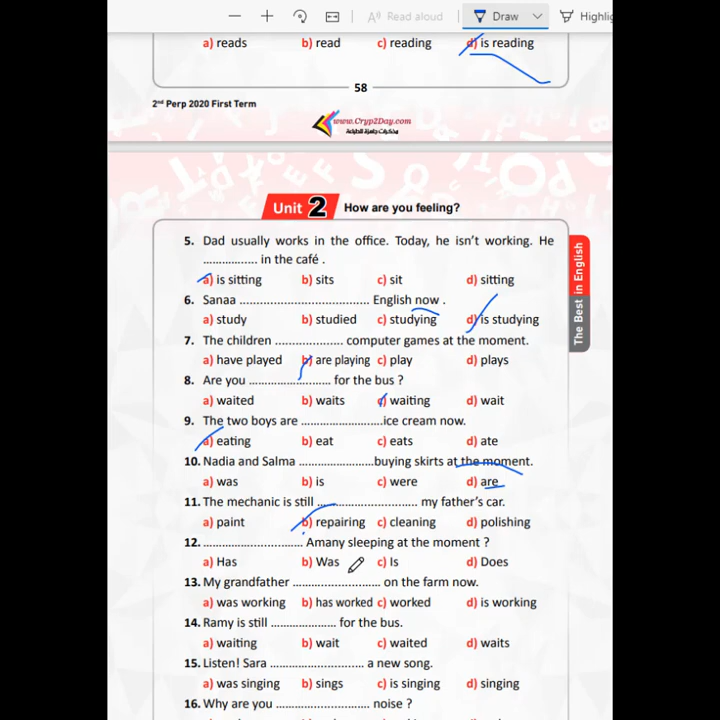 Read aloud
Draw
Highlig
a) reads b) read c) reading d) is reading
58
2nd Perp 2020 First Term
www.Cryp2Day.com
مذكرات جاهزة للطباعة
Unit 2 How are you feeling?
5. Dad usually works in the office. Today, he isn't working. He
................ in the café .
a) is sitting b) sits c) sit d) sitting
6. Sanaa ..................................... English now .
a) study b) studied c) studying d) is studying
7. The children .................... computer games at the moment.
a) have played b) are playing c) play d) plays
8. Are you ........................ for the bus ?
a) waited b) waits c) waiting d) wait
9. The two boys are ........................ice cream now.
a) eating b) eat c) eats d) ate
10. Nadia and Salma ......................buying skirts at the moment.
a) was b) is c) were d) are
11. The mechanic is still ............................. my father's car.
a) paint b) repairing c) cleaning d) polishing
12. ............................. Amany sleeping at the moment ?
a) Has b) Was c) Is d) Does
13. My grandfather .......................... on the farm now.
a) was working b) has worked c) worked d) is working
14. Ramy is still ................... for the bus.
a) waiting b) wait c) waited d) waits
15. Listen! Sara ........................... a new song.
a) was singing b) sings c) is singing d) singing
16. Why are you ........................... noise ?
The Best in English